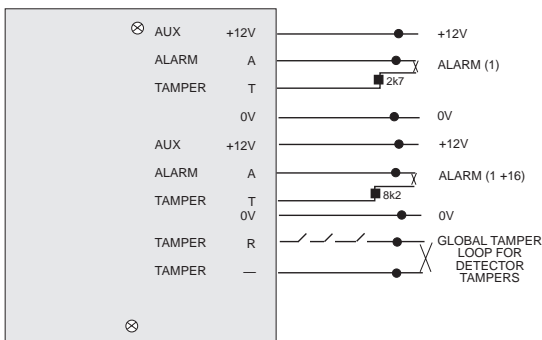 AUX +12V +12V
ALARM A ALARM (1)
TAMPER T 2k7
0V 0V
AUX +12V +12V
ALARM A ALARM (1 +16)
TAMPER T 8k2
0V 0V
TAMPER R GLOBAL TAMPER
LOOP FOR
DETECTOR
TAMPER — TAMPERS